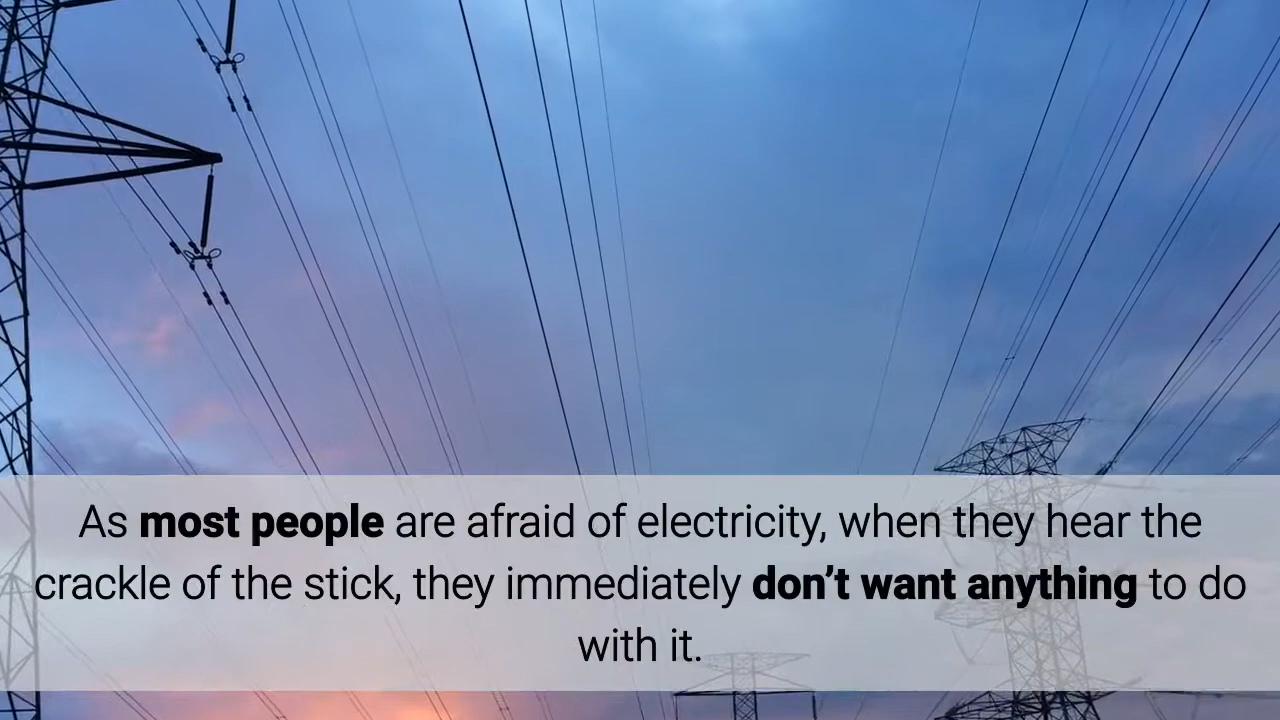 As most people are afraid of electricity, when they hear the
crackle of the stick, they immediately don’t want anything to do
with it.